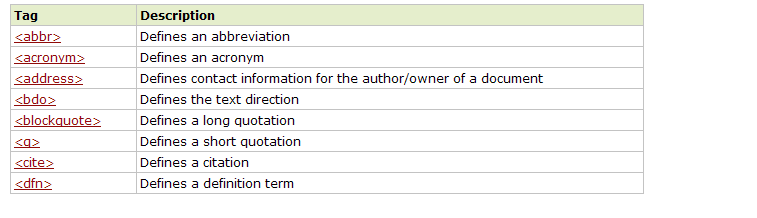 Tag Description
<abbr> Defines an abbreviation
<acronym> Defines an acronym
<address> Defines contact information for the author/owner of a document
<bdo> Defines the text direction
<blockquote> Defines a long quotation
<q> Defines a short quotation
<cite> Defines a citation
<dfn> Defines a definition term